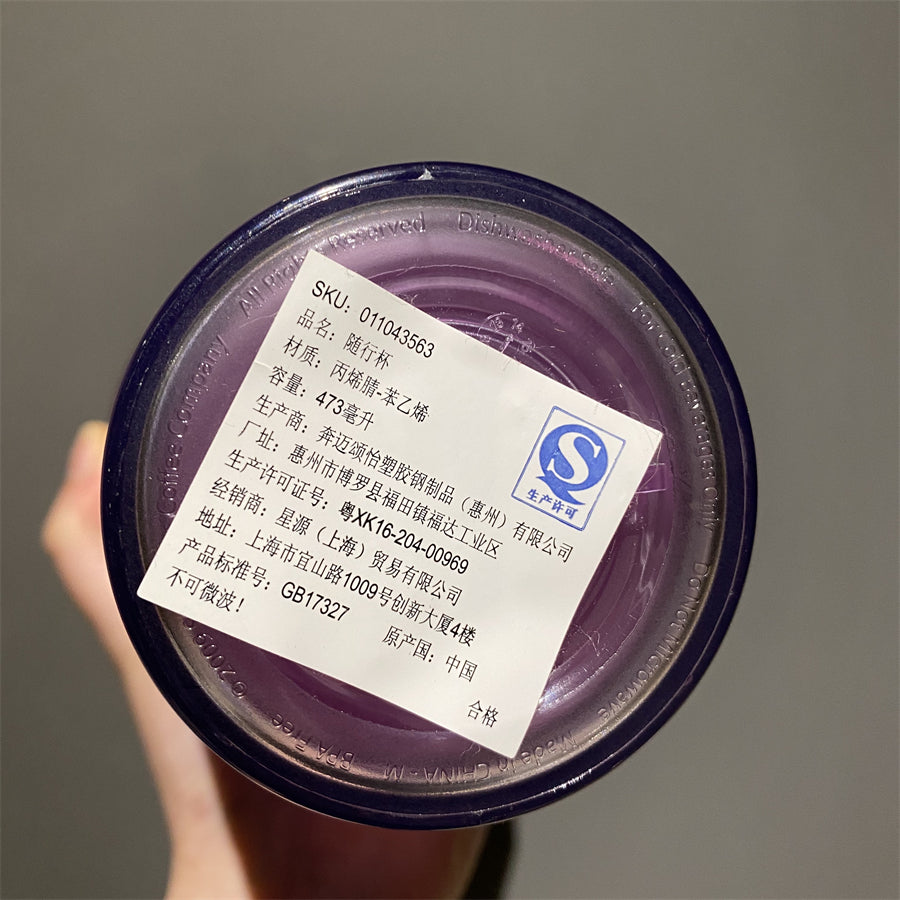 SKU: 011043563
品名: 随行杯
材质: 丙烯腈-苯乙烯
容量: 473毫升
生产商: 奔迈颂怡塑胶钢制品（惠州）有限公司
厂址: 惠州市博罗县福田镇福达工业区
生产许可证号: 粤XK16-204-00969
经销商: 星源（上海）贸易有限公司
地址: 上海市宜山路1009号创新大厦4楼
产品标准号: GB17327 原产国: 中国
不可微波!
合格
生产许可
Coffee Company
All Rights Reserved
Dishwasher Safe
For cold beverages Only
Do Not Microwave
Made In CHINA - M
BPA Free